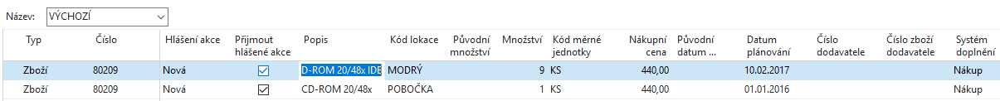 Název: VÝCHOZÍ
Typ Číslo Hlášení akce Přijmout hlášené akce Popis Kód lokace Původní množství Množství Kód měrné jednotky Nákupní cena Původní datum ... Datum plánování Číslo dodavatele Číslo zboží dodavatele Systém doplnění
Zboží 80209 Nová D-ROM 20/48x IDE MODRÝ 9 KS 440,00 10.02.2017 Nákup
Zboží 80209 Nová CD-ROM 20/48x POBOČKA 1 KS 440,00 01.01.2016 Nákup